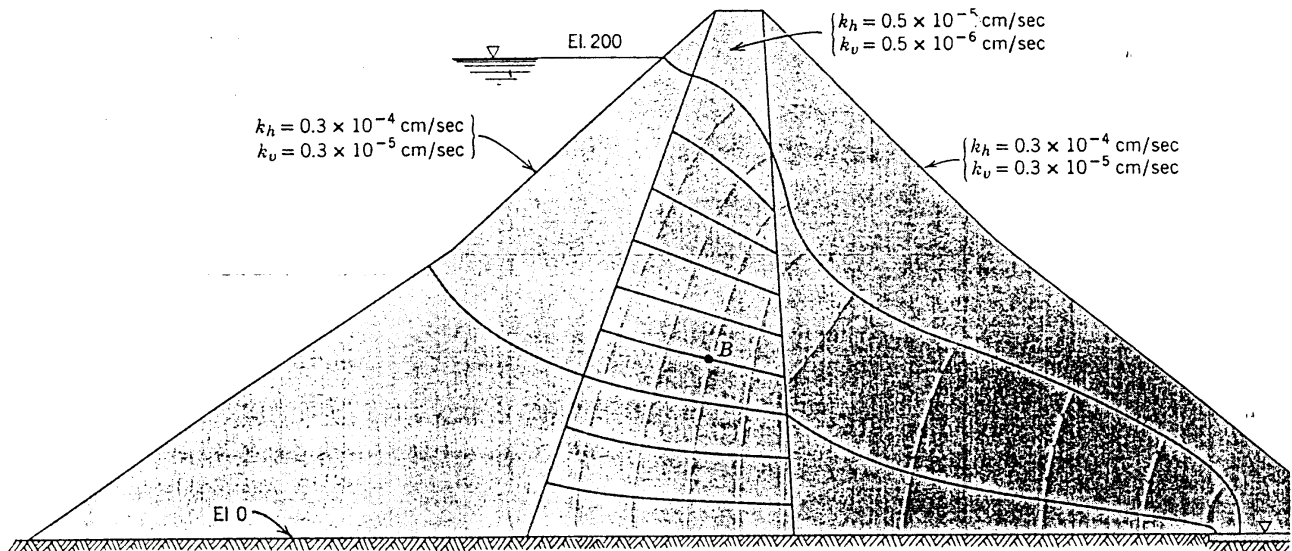 k_h = 0.5 × 10⁻⁵ cm/sec
k_v = 0.5 × 10⁻⁶ cm/sec
El. 200
k_h = 0.3 × 10⁻⁴ cm/sec
k_v = 0.3 × 10⁻⁵ cm/sec
k_h = 0.3 × 10⁻⁴ cm/sec
k_v = 0.3 × 10⁻⁵ cm/sec
B
El 0